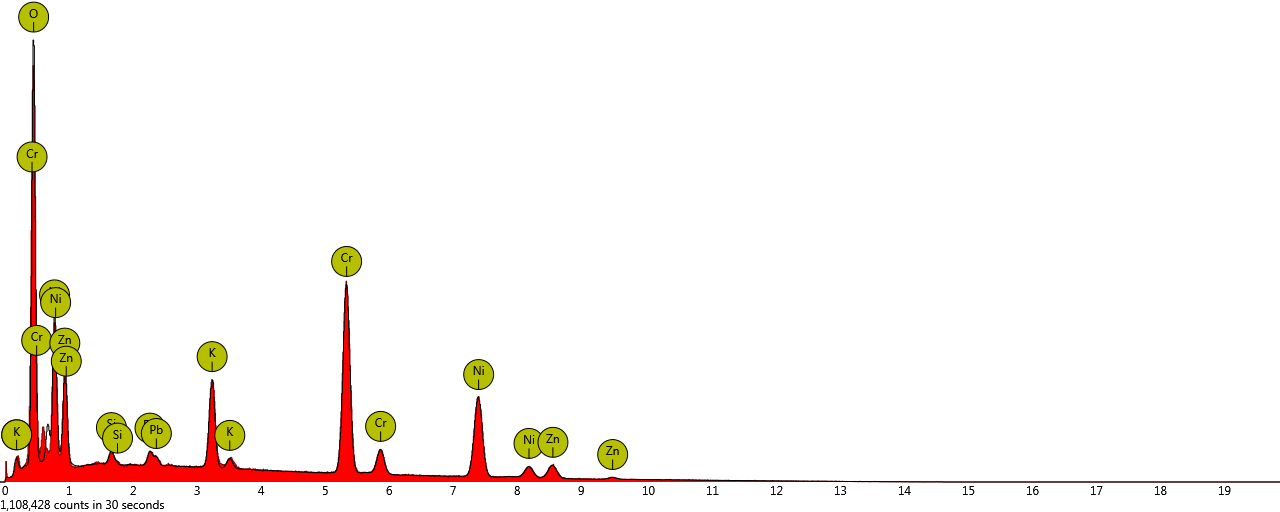 O
Cr
Cr
Ni
Ni
Cr
Zn
K
Zn
Cr
Si
Pb
K
Si
K
Ni
Zn
Zn
0 1 2 3 4 5 6 7 8 9 10 11 12 13 14 15 16 17 18 19
1,108,428 counts in 30 seconds